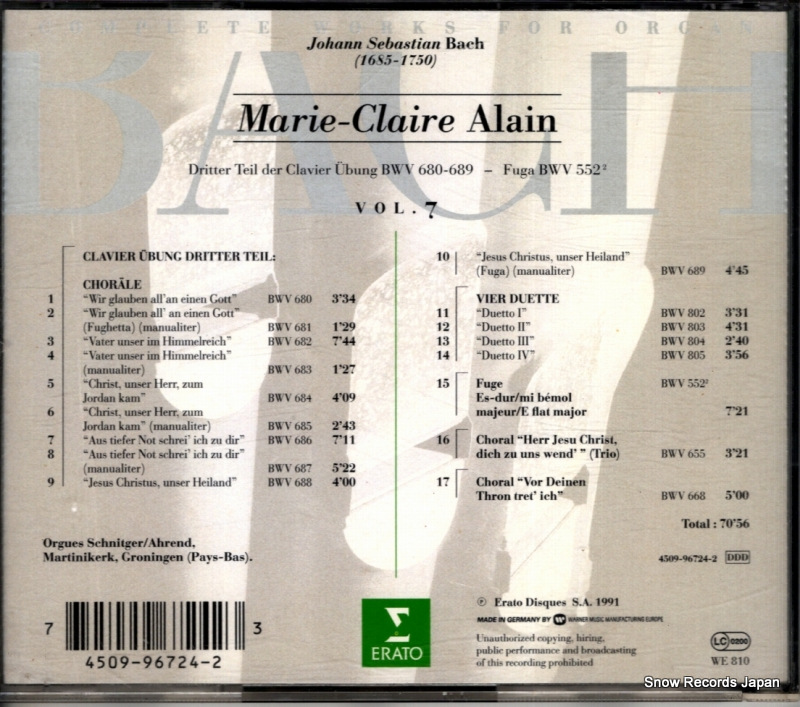 COMPLETE WORKS FOR ORGAN
BACH
Johann Sebastian Bach
(1685-1750)
Marie-Claire Alain
Dritter Teil der Clavier Übung BWV 680-689 – Fuga BWV 552²
VOL. 7
CLAVIER ÜBUNG DRITTER TEIL:
CHORÄLE
1 "Wir glauben all'an einen Gott" BWV 680 3'34
2 "Wir glauben all' an einen Gott"
(Fughetta) (manualiter) BWV 681 1'29
3 "Vater unser im Himmelreich" BWV 682 7'44
4 "Vater unser im Himmelreich"
(manualiter) BWV 683 1'27
5 "Christ, unser Herr, zum
Jordan kam" BWV 684 4'09
6 "Christ, unser Herr, zum
Jordan kam" (manualiter) BWV 685 2'43
7 "Aus tiefer Not schrei' ich zu dir" BWV 686 7'11
8 "Aus tiefer Not schrei' ich zu dir"
(manualiter) BWV 687 5'22
9 "Jesus Christus, unser Heiland" BWV 688 4'00
Orgues Schnitger/Ahrend,
Martinikerk, Groningen (Pays-Bas).
10 "Jesus Christus, unser Heiland"
(Fuga) (manualiter) BWV 689 4'45
VIER DUETTE
11 "Duetto I" BWV 802 3'31
12 "Duetto II" BWV 803 4'31
13 "Duetto III" BWV 804 2'40
14 "Duetto IV" BWV 805 3'56
15 Fuge BWV 552²
Es-dur/mi bémol
majeur/E flat major 7'21
16 Choral "Herr Jesu Christ,
dich zu uns wend' " (Trio) BWV 655 3'21
17 Choral "Vor Deinen
Thron tret' ich" BWV 668 5'00
Total : 70'56
4509-96724-2 DDD
7 4509-96724-2 3
ERATO
℗ Erato Disques S.A. 1991
MADE IN GERMANY BY WARNER MUSIC MANUFACTURING EUROPE
Unauthorized copying, hiring,
public performance and broadcasting
of this recording prohibited
LC 0200
WE 810
Snow Records Japan